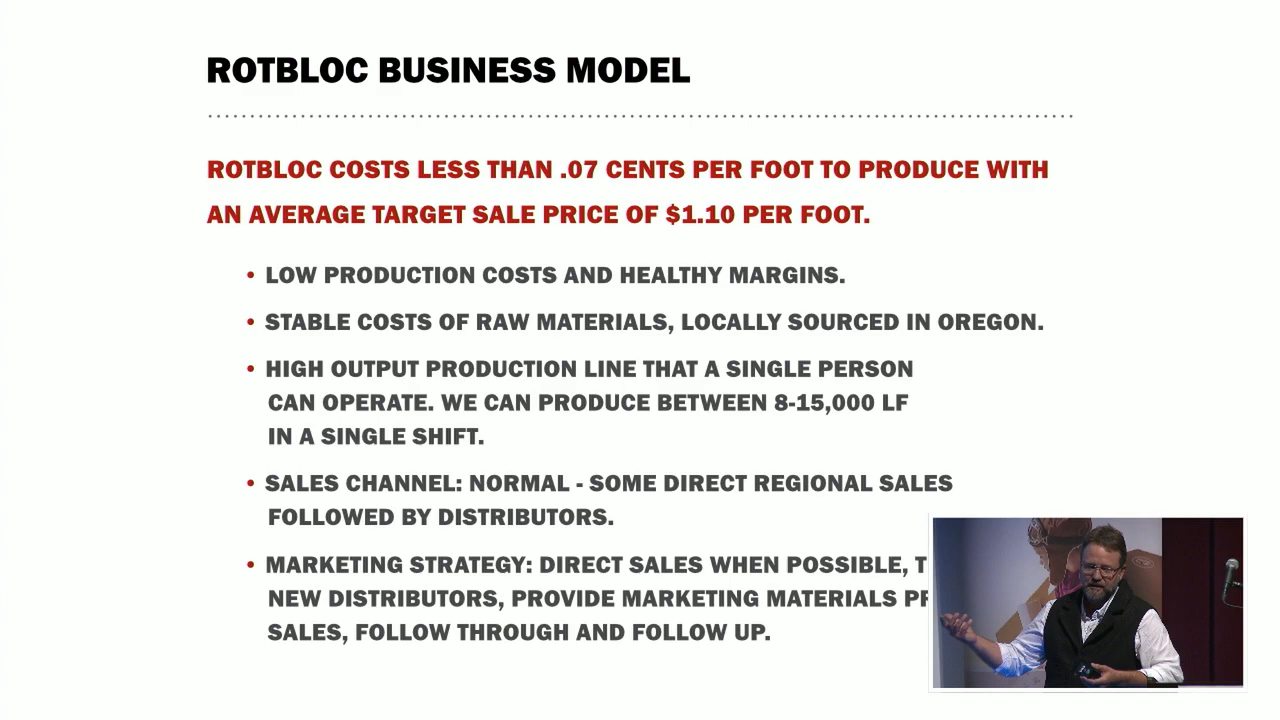 ROTBLOC BUSINESS MODEL
ROTBLOC COSTS LESS THAN .07 CENTS PER FOOT TO PRODUCE WITH
AN AVERAGE TARGET SALE PRICE OF $1.10 PER FOOT.
• LOW PRODUCTION COSTS AND HEALTHY MARGINS.
• STABLE COSTS OF RAW MATERIALS, LOCALLY SOURCED IN OREGON.
• HIGH OUTPUT PRODUCTION LINE THAT A SINGLE PERSON
CAN OPERATE. WE CAN PRODUCE BETWEEN 8-15,000 LF
IN A SINGLE SHIFT.
• SALES CHANNEL: NORMAL - SOME DIRECT REGIONAL SALES
FOLLOWED BY DISTRIBUTORS.
• MARKETING STRATEGY: DIRECT SALES WHEN POSSIBLE,
NEW DISTRIBUTORS, PROVIDE MARKETING MATERIALS
SALES, FOLLOW THROUGH AND FOLLOW UP.